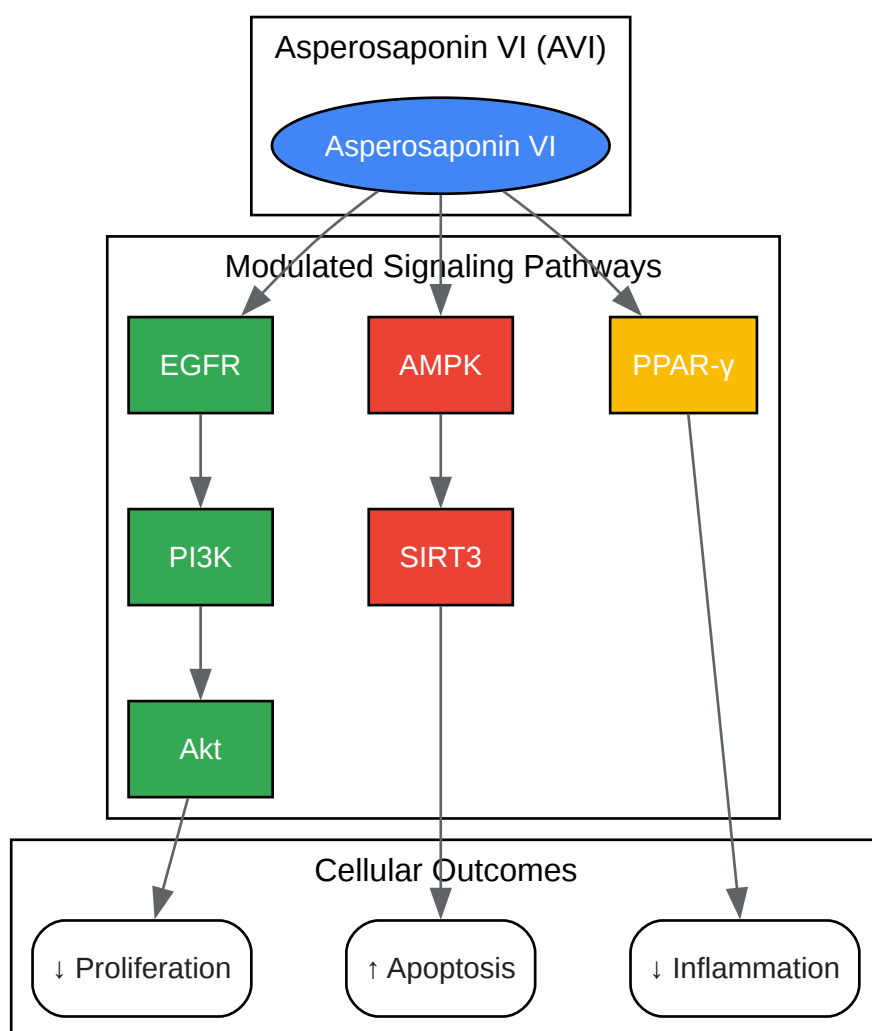 Asperosaponin VI (AVI)
Asperosaponin VI
Modulated Signaling Pathways
EGFR
AMPK
PPAR-γ
PI3K
SIRT3
Akt
Cellular Outcomes
↓ Proliferation
↑ Apoptosis
↓ Inflammation